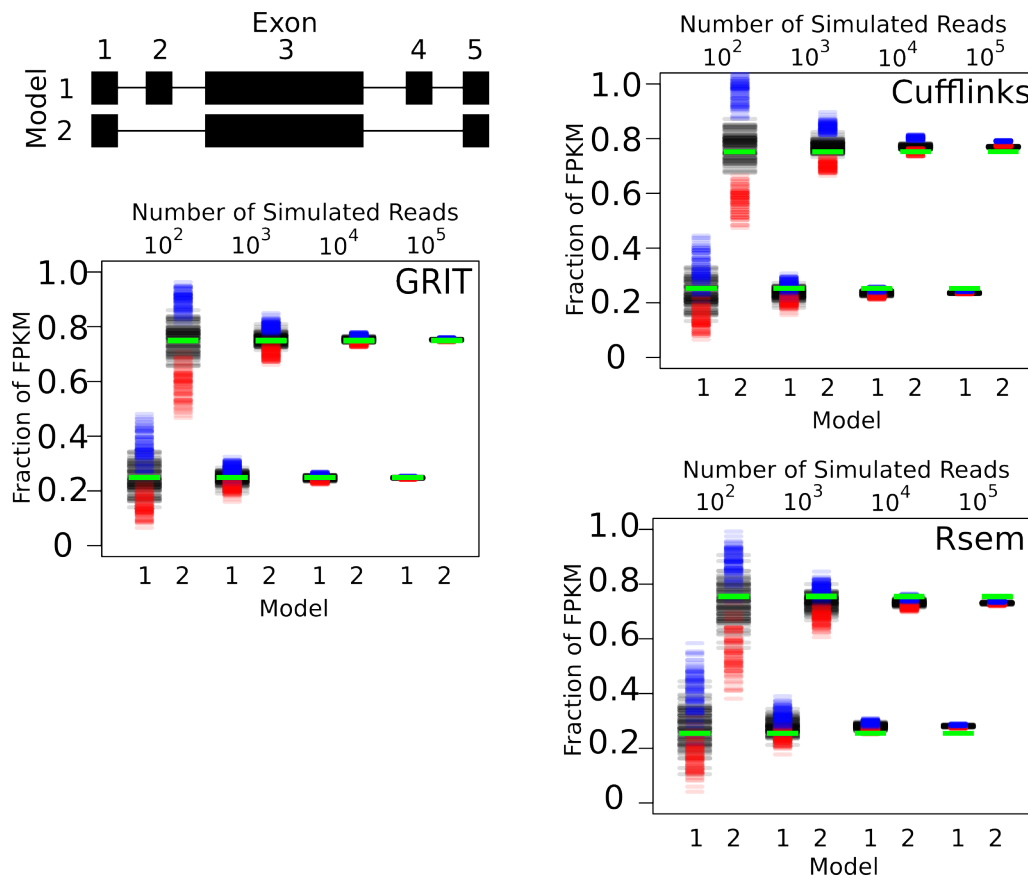 Exon
1 2 3 4 5
Model
1
2
Number of Simulated Reads
10² 10³ 10⁴ 10⁵
GRIT
Fraction of FPKM
1.0
0.8
0.6
0.4
0.2
0
1 2 1 2 1 2 1 2
Model
Number of Simulated Reads
10² 10³ 10⁴ 10⁵
Cufflinks
Fraction of FPKM
1.0
0.8
0.6
0.4
0.2
0
1 2 1 2 1 2 1 2
Model
Number of Simulated Reads
10² 10³ 10⁴ 10⁵
Rsem
Fraction of FPKM
1.0
0.8
0.6
0.4
0.2
0
1 2 1 2 1 2 1 2
Model